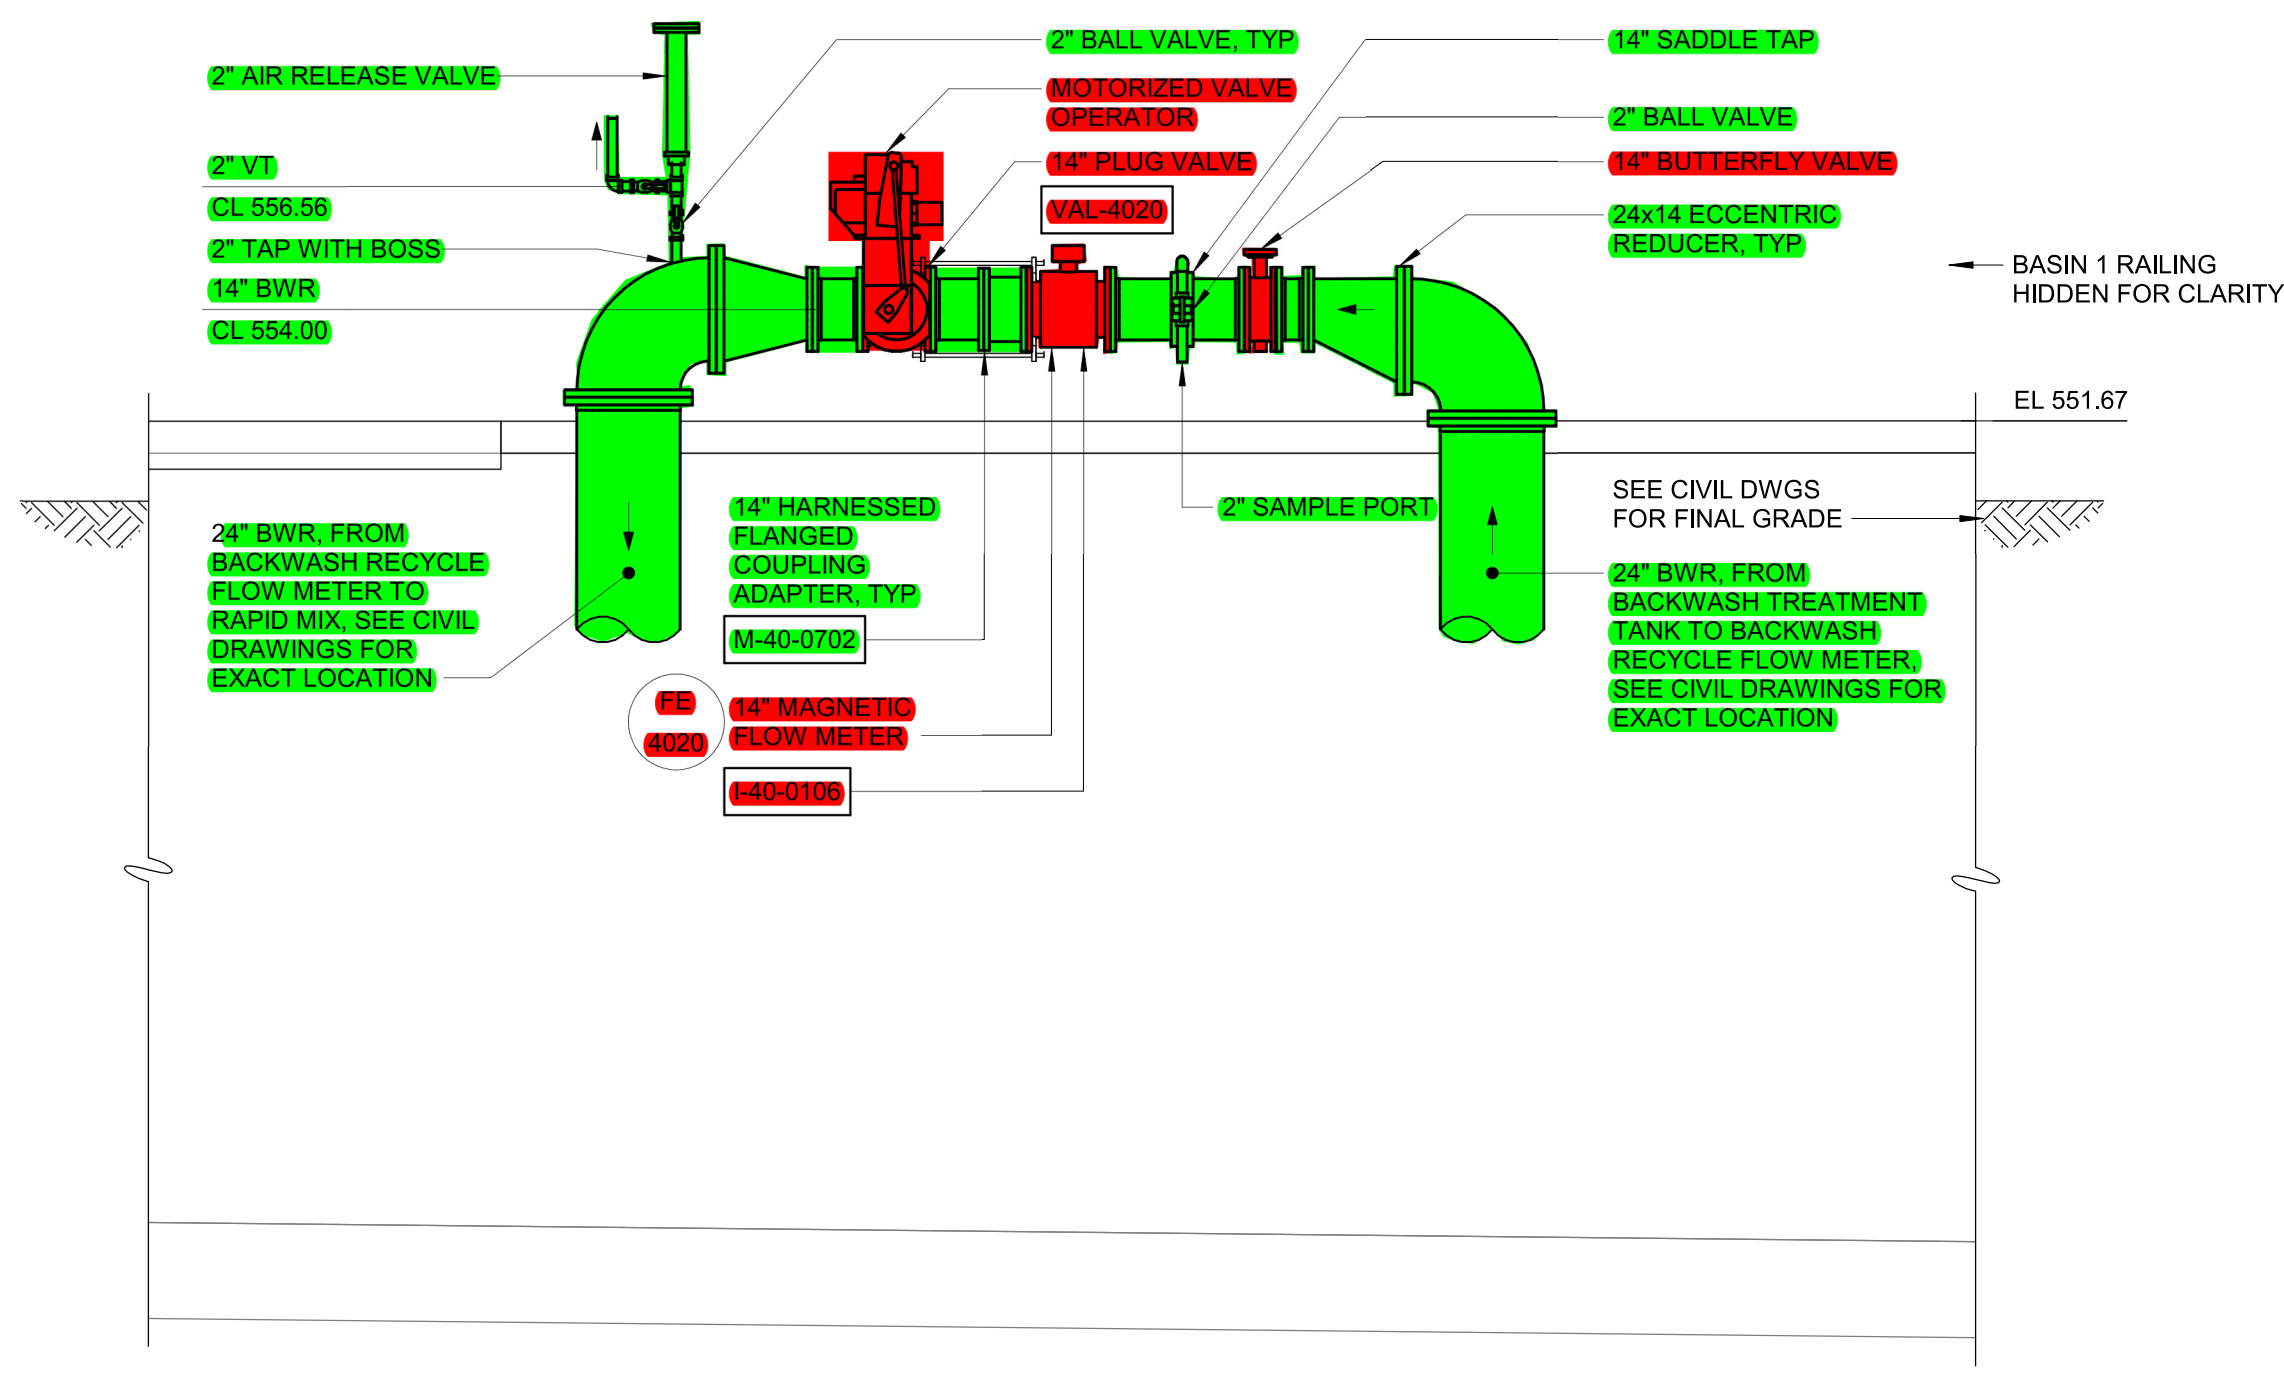 2" AIR RELEASE VALVE
2" VT
CL 556.56
2" TAP WITH BOSS
14" BWR
CL 554.00
2" BALL VALVE, TYP
MOTORIZED VALVE
OPERATOR
14" PLUG VALVE
VAL-4020
14" SADDLE TAP
2" BALL VALVE
14" BUTTERFLY VALVE
24x14 ECCENTRIC
REDUCER, TYP
BASIN 1 RAILING
HIDDEN FOR CLARITY
EL 551.67
24" BWR, FROM
BACKWASH RECYCLE
FLOW METER TO
RAPID MIX, SEE CIVIL
DRAWINGS FOR
EXACT LOCATION
14" HARNESSED
FLANGED
COUPLING
ADAPTER, TYP
M-40-0702
FE
4020
14" MAGNETIC
FLOW METER
I-40-0106
2" SAMPLE PORT
SEE CIVIL DWGS
FOR FINAL GRADE
24" BWR, FROM
BACKWASH TREATMENT
TANK TO BACKWASH
RECYCLE FLOW METER,
SEE CIVIL DRAWINGS FOR
EXACT LOCATION